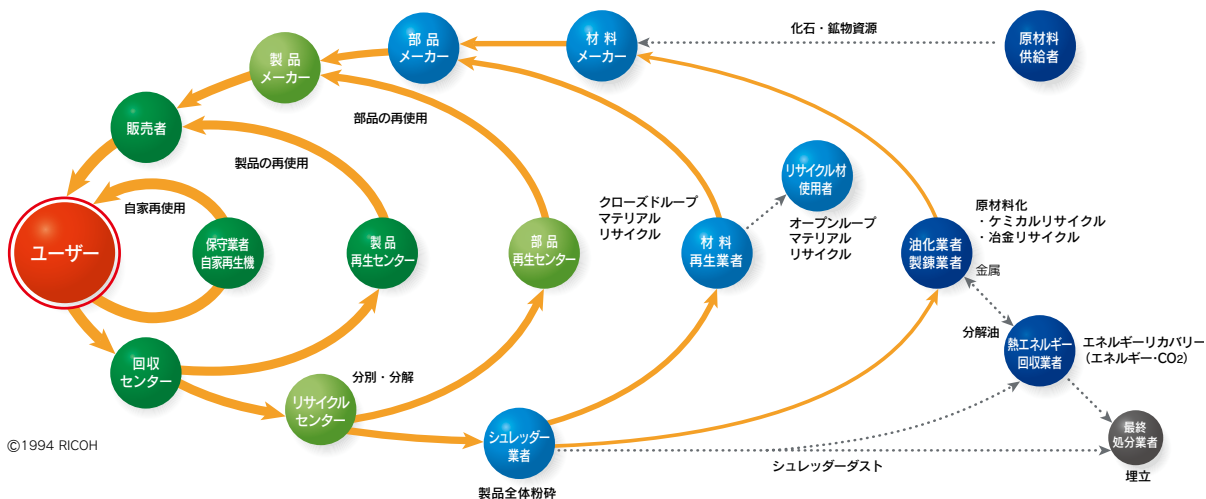 化石・鉱物資源
原材料
供給者
材 料
メーカー
部 品
メーカー
製 品
メーカー
販売者
部品の再使用
製品の再使用
自家再使用
ユーザー
保守業者
自家再生機
製 品
再生センター
部 品
再生センター
クローズドループ
マテリアル
リサイクル
材 料
再生業者
リサイクル材
使用者
オープンループ
マテリアル
リサイクル
原材料化
・ケミカルリサイクル
・冶金リサイクル
油化業者
製錬業者
金属
分解油
熱エネルギー
回収業者
エネルギーリカバリー
（エネルギー・CO2）
回収
センター
分別・分解
リサイクル
センター
シュレッダー
業者
製品全体粉砕
シュレッダーダスト
最終
処分業者
埋立
©1994 RICOH